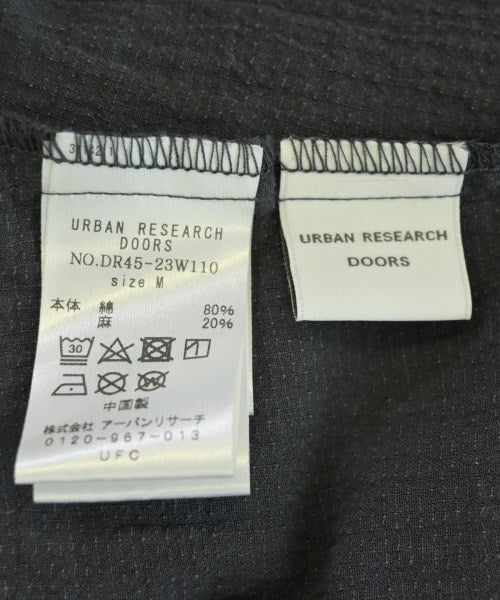 URBAN RESEARCH
DOORS
NO.DR45-23W110
size M
本体 綿 80%
麻 20%
30
中国製
株式会社 アーバンリサーチ
0120-967-013
UFC
URBAN RESEARCH
DOORS